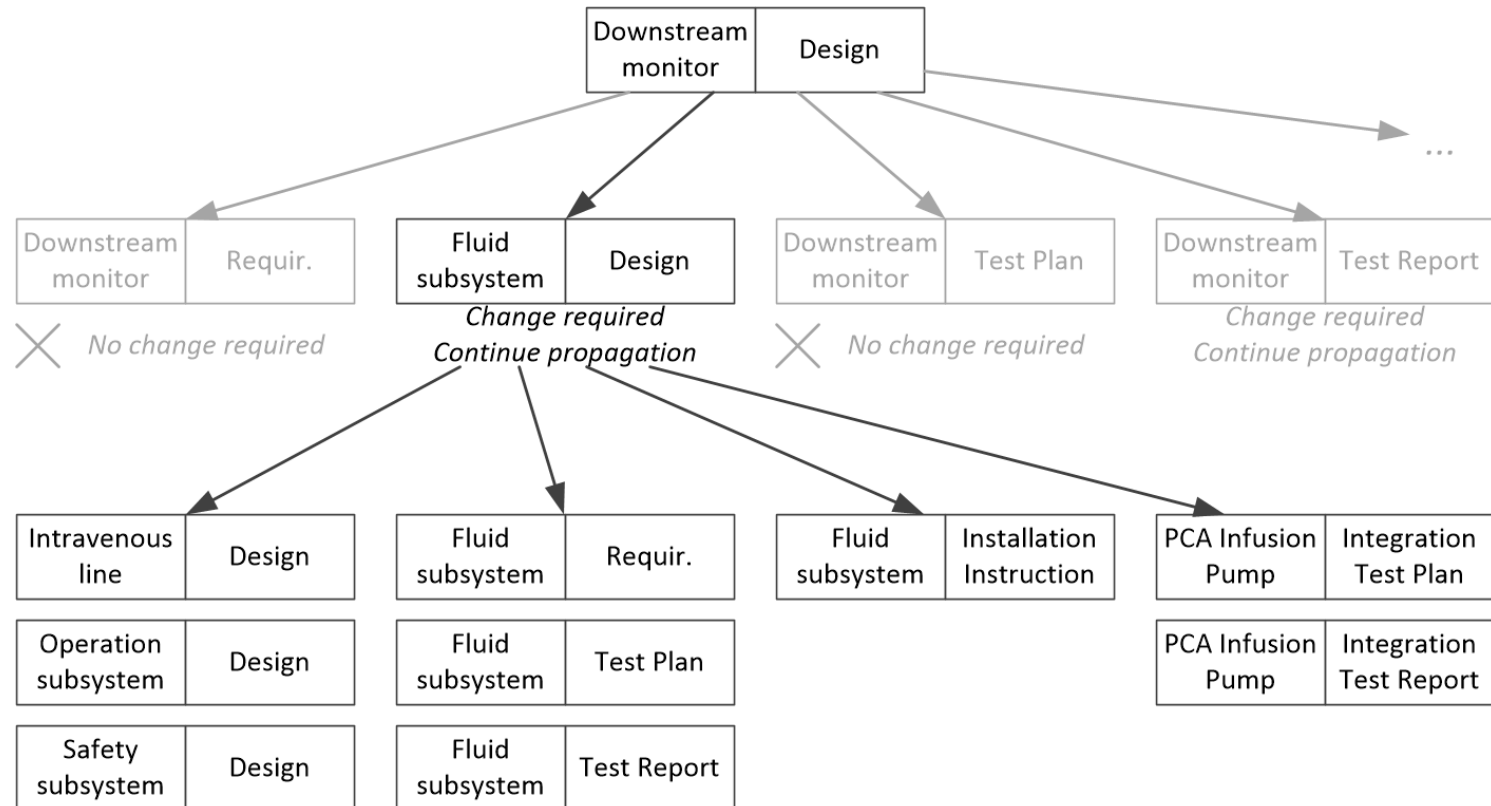 Downstream monitor Design
...
Downstream monitor Requir.
Fluid subsystem Design
Downstream monitor Test Plan
Downstream monitor Test Report
No change required
Change required
Continue propagation
No change required
Change required
Continue propagation
Intravenous line Design
Fluid subsystem Requir.
Fluid subsystem Installation Instruction
PCA Infusion Pump Integration Test Plan
Operation subsystem Design
Fluid subsystem Test Plan
PCA Infusion Pump Integration Test Report
Safety subsystem Design
Fluid subsystem Test Report